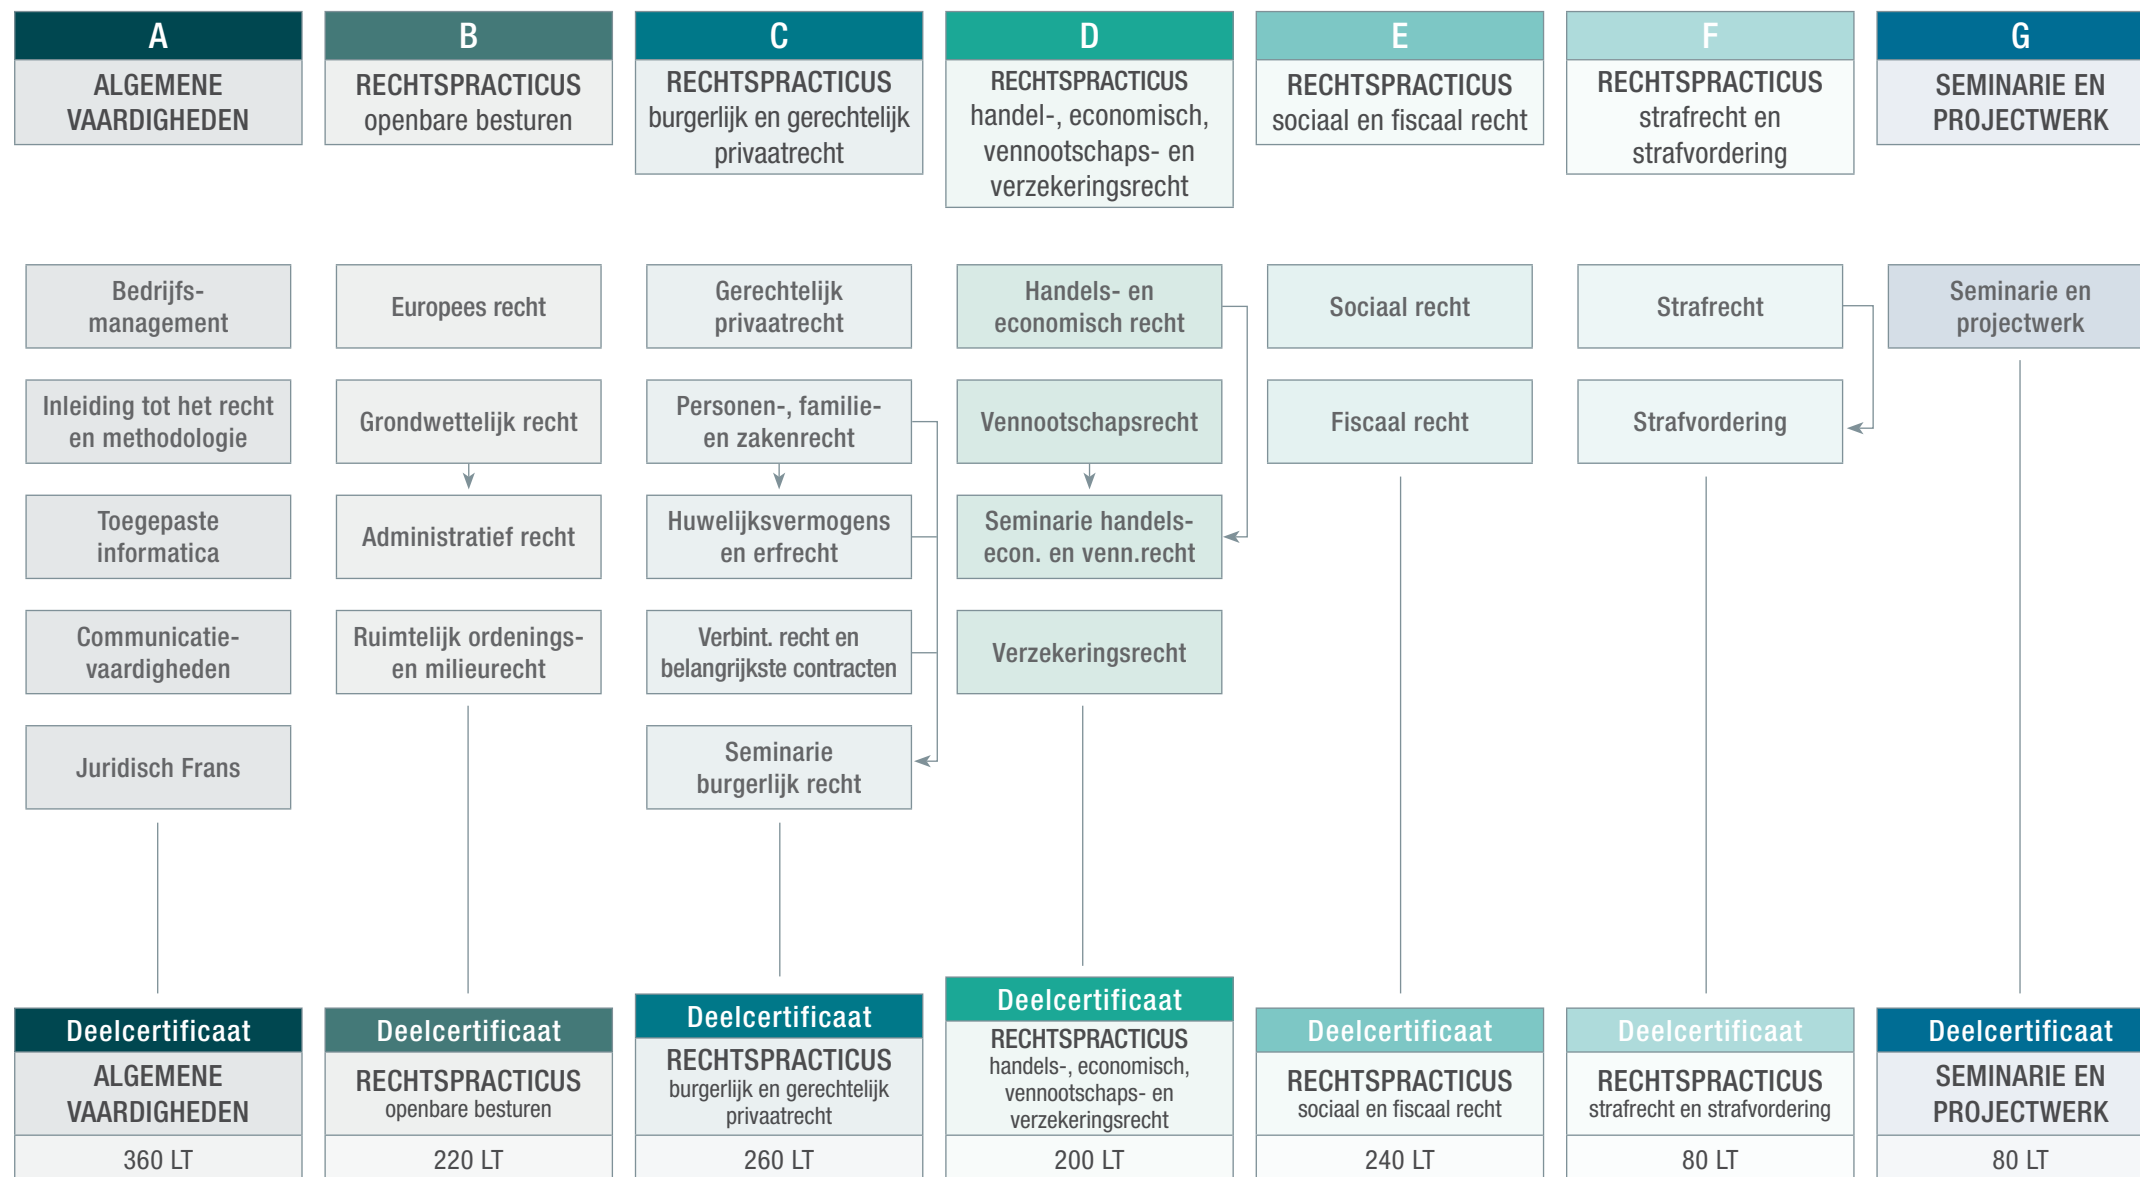 A
ALGEMENE
VAARDIGHEDEN
B
RECHTSPRACTICUS
openbare besturen
C
RECHTSPRACTICUS
burgerlijk en gerechtelijk
privaatrecht
D
RECHTSPRACTICUS
handel-, economisch,
vennootschaps- en
verzekeringsrecht
E
RECHTSPRACTICUS
sociaal en fiscaal recht
F
RECHTSPRACTICUS
strafrecht en
strafvordering
G
SEMINARIE EN
PROJECTWERK
Bedrijfs-
management
Inleiding tot het recht
en methodologie
Toegepaste
informatica
Communicatie-
vaardigheden
Juridisch Frans
Europees recht
Grondwettelijk recht
Administratief recht
Ruimtelijk ordenings-
en milieurecht
Gerechtelijk
privaatrecht
Personen-, familie-
en zakenrecht
Huwelijksvermogens
en erfrecht
Verbint. recht en
belangrijkste contracten
Seminarie
burgerlijk recht
Handels- en
economisch recht
Vennootschapsrecht
Seminarie handels-
econ. en venn.recht
Verzekeringsrecht
Sociaal recht
Fiscaal recht
Strafrecht
Strafvordering
Seminarie en
projectwerk
Deelcertificaat
ALGEMENE
VAARDIGHEDEN
360 LT
Deelcertificaat
RECHTSPRACTICUS
openbare besturen
220 LT
Deelcertificaat
RECHTSPRACTICUS
burgerlijk en gerechtelijk
privaatrecht
260 LT
Deelcertificaat
RECHTSPRACTICUS
handels-, economisch,
vennootschaps- en
verzekeringsrecht
200 LT
Deelcertificaat
RECHTSPRACTICUS
sociaal en fiscaal recht
240 LT
Deelcertificaat
RECHTSPRACTICUS
strafrecht en strafvordering
80 LT
Deelcertificaat
SEMINARIE EN
PROJECTWERK
80 LT